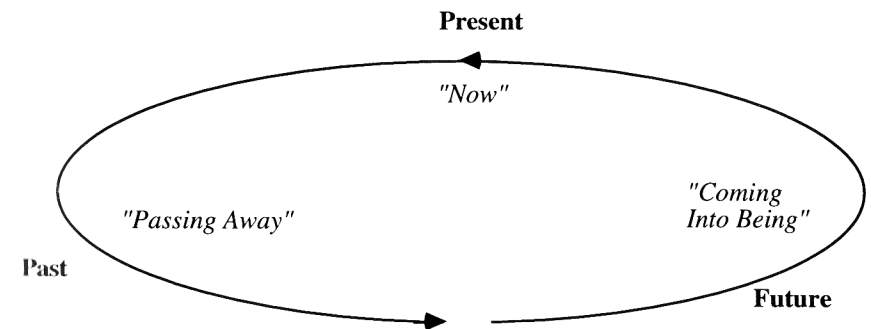 Present
"Now"
"Coming
Into Being"
"Passing Away"
Past
Future